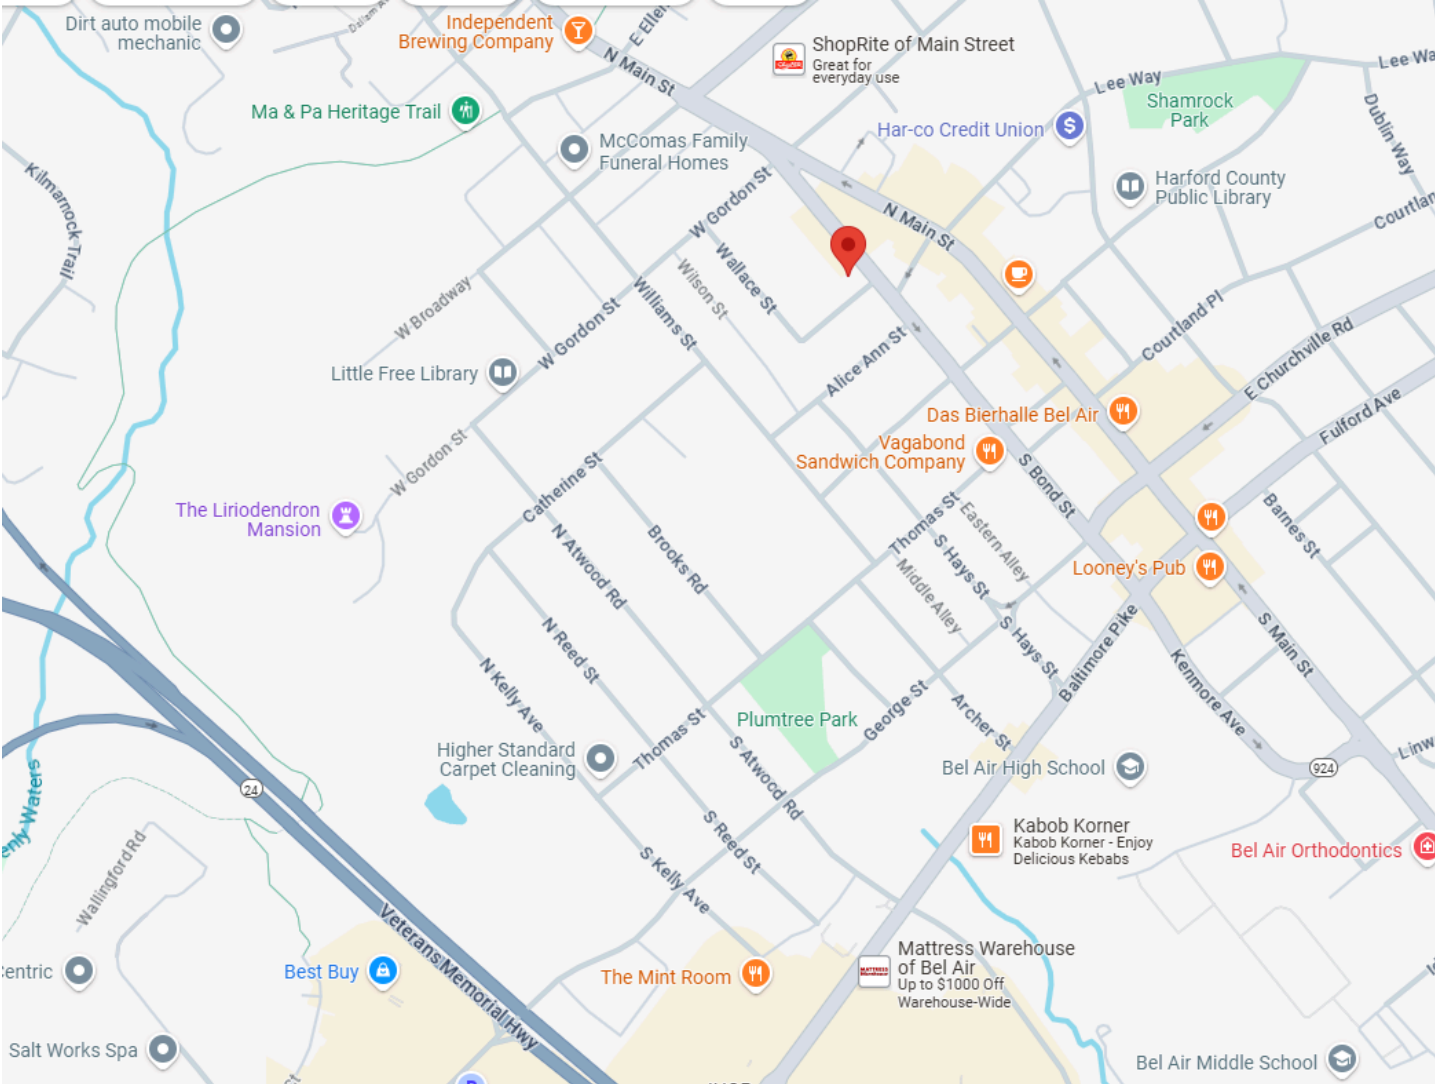 Dirt auto mobile
mechanic
Independent
Brewing Company
E Ellen
N Main St
ShopRite of Main Street
Great for
everyday use
Lee Way
Lee Wa
Shamrock
Park
Dublin Way
Ma & Pa Heritage Trail
McComas Family
Funeral Homes
Har-co Credit Union
Harford County
Public Library
Courtlan
Kilmarnock Trail
W Gordon St
N Main St
Wallace St
Wilson St
Williams St
W Broadway
W Gordon St
Courtland Pl
E Churchville Rd
Alice Ann St
Little Free Library
Das Bierhalle Bel Air
Fulford Ave
Vagabond
Sandwich Company
S Bond St
W Gordon St
Catherine St
The Liriodendron
Mansion
Thomas St
Eastern Alley
Barnes St
N Atwood Rd
Brooks Rd
S Hays St
Middle Alley
Looney's Pub
S Hays St
Baltimore Pike
S Main St
N Reed St
N Kelly Ave
Kenmore Ave
Plumtree Park
George St
Archer St
Thomas St
Higher Standard
Carpet Cleaning
S Atwood Rd
Bel Air High School
924
Linw
24
enly Waters
Wallingford Rd
S Reed St
Kabob Korner
Kabob Korner - Enjoy
Delicious Kebabs
Bel Air Orthodontics
S Kelly Ave
Veterans Memorial Hwy
Mattress Warehouse
of Bel Air
Up to $1000 Off
Warehouse-Wide
MATTRESS
Centric
Best Buy
The Mint Room
Salt Works Spa
Bel Air Middle School